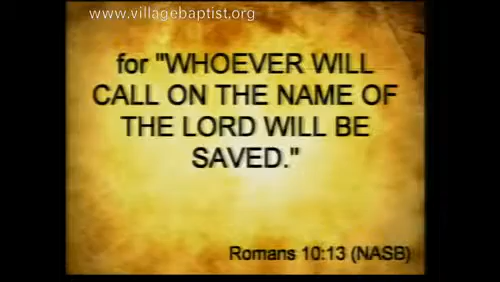 www.villagebaptist.org
for "WHOEVER WILL
CALL ON THE NAME OF
THE LORD WILL BE
SAVED."
Romans 10:13 (NASB)